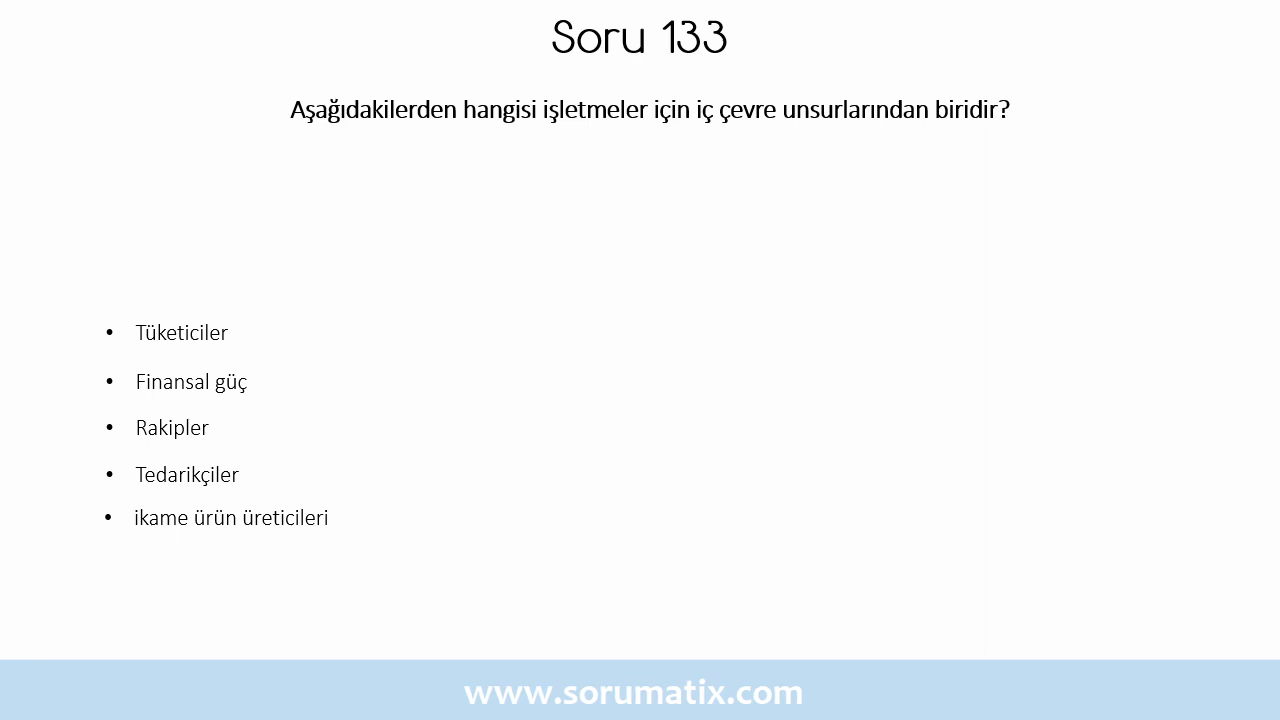 Soru 133
Aşağıdakilerden hangisi işletmeler için iç çevre unsurlarından biridir?
• Tüketiciler
• Finansal güç
• Rakipler
• Tedarikçiler
• ikame ürün üreticileri
www.sorumatix.com